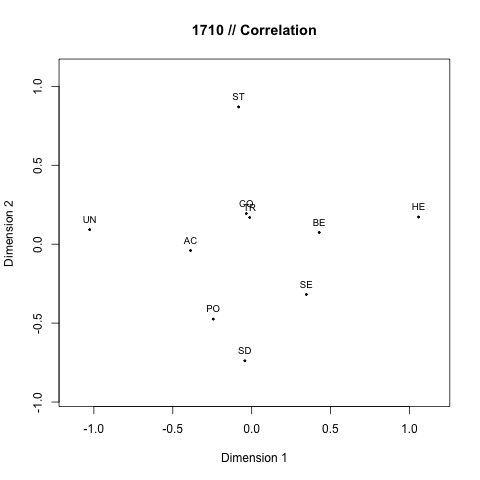 1710 // Correlation
ST
CO
TR
HE
UN
BE
AC
SE
PO
SD
1.0
0.5
0.0
-0.5
-1.0
Dimension 2
-1.0 -0.5 0.0 0.5 1.0
Dimension 1